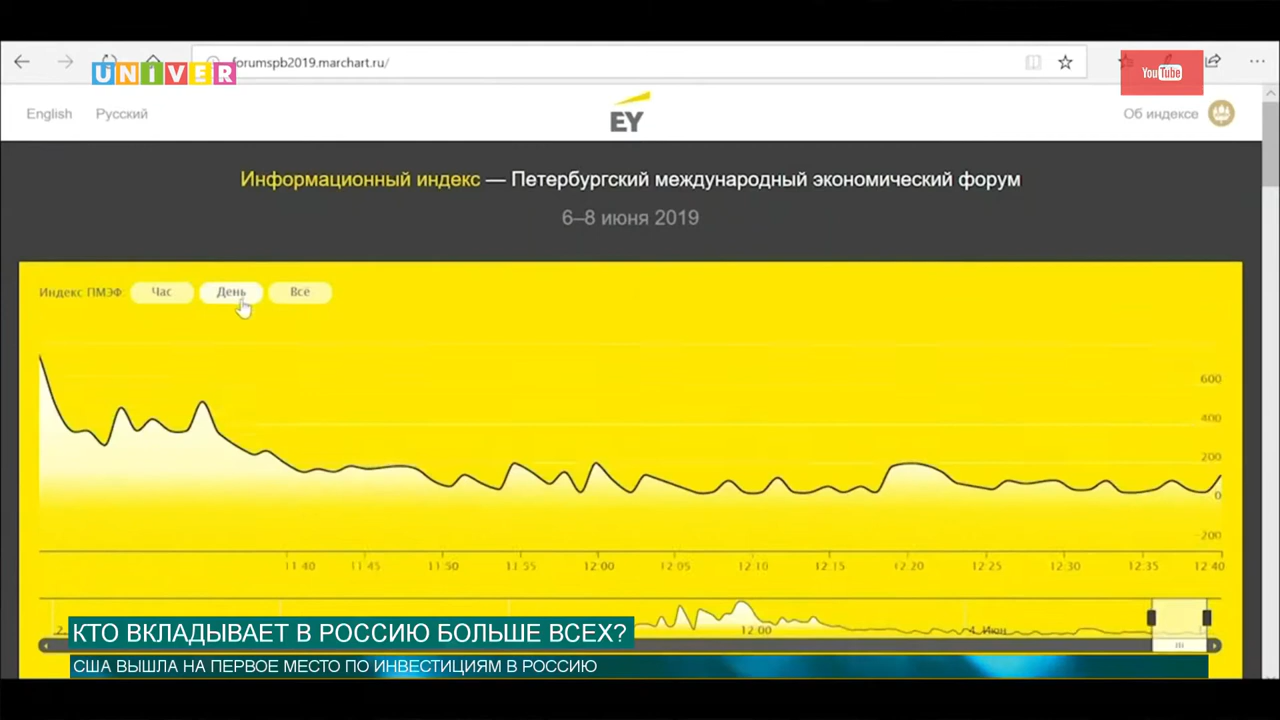 forumspb2019.marchart.ru/
UNIVER
YouTube
English Русский
EY
Об индексе
Информационный индекс — Петербургский международный экономический форум
6–8 июня 2019
Индекс ПМЭФ: Час День Всё
600
400
200
0
-200
11:40 11:45 11:50 11:55 12:00 12:05 12:10 12:15 12:20 12:25 12:30 12:35 12:40
12:00 4. Июн
КТО ВКЛАДЫВАЕТ В РОССИЮ БОЛЬШЕ ВСЕХ?
США ВЫШЛА НА ПЕРВОЕ МЕСТО ПО ИНВЕСТИЦИЯМ В РОССИЮ